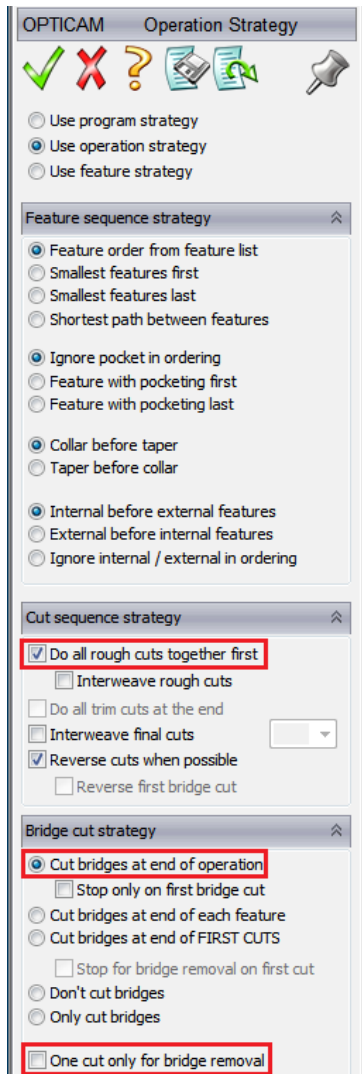 OPTICAM Operation Strategy
Use program strategy
Use operation strategy
Use feature strategy
Feature sequence strategy
Feature order from feature list
Smallest features first
Smallest features last
Shortest path between features
Ignore pocket in ordering
Feature with pocketing first
Feature with pocketing last
Collar before taper
Taper before collar
Internal before external features
External before internal features
Ignore internal / external in ordering
Cut sequence strategy
Do all rough cuts together first
Interweave rough cuts
Do all trim cuts at the end
Interweave final cuts
Reverse cuts when possible
Reverse first bridge cut
Bridge cut strategy
Cut bridges at end of operation
Stop only on first bridge cut
Cut bridges at end of each feature
Cut bridges at end of FIRST CUTS
Stop for bridge removal on first cut
Don't cut bridges
Only cut bridges
One cut only for bridge removal